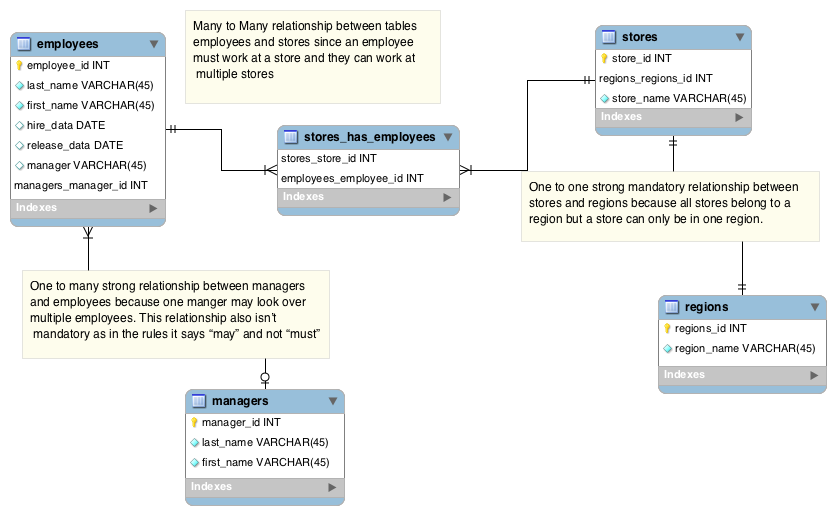 Many to Many relationship between tables
employees and stores since an employee
must work at a store and they can work at
multiple stores
employees
employee_id INT
last_name VARCHAR(45)
first_name VARCHAR(45)
hire_data DATE
release_data DATE
manager VARCHAR(45)
managers_manager_id INT
Indexes
stores_has_employees
stores_store_id INT
employees_employee_id INT
Indexes
stores
store_id INT
regions_regions_id INT
store_name VARCHAR(45)
Indexes
One to one strong mandatory relationship between
stores and regions because all stores belong to a
region but a store can only be in one region.
One to many strong relationship between managers
and employees because one manger may look over
multiple employees. This relationship also isn't
mandatory as in the rules it says “may” and not “must”
regions
regions_id INT
region_name VARCHAR(45)
Indexes
managers
manager_id INT
last_name VARCHAR(45)
first_name VARCHAR(45)
Indexes